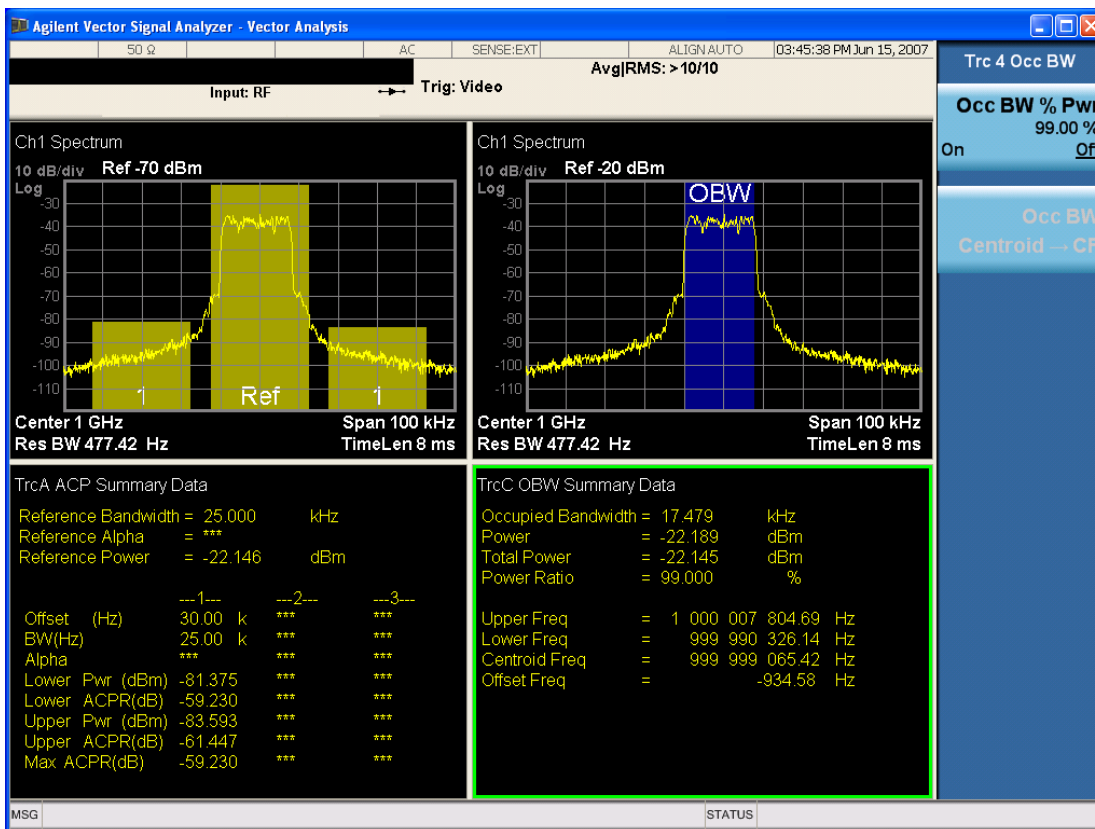 Agilent Vector Signal Analyzer - Vector Analysis
50 Ω AC SENSE:EXT ALIGN AUTO 03:45:38 PM Jun 15, 2007
Avg|RMS: >10/10
Input: RF Trig: Video
Trc 4 Occ BW
Occ BW % Pwr
99.00 %
On Of
Occ BW
Centroid → CF
Ch1 Spectrum
10 dB/div Ref -70 dBm
Log
-30
-40
-50
-60
-70
-80
-90
-100
-110
1 Ref 1
Center 1 GHz Span 100 kHz
Res BW 477.42 Hz TimeLen 8 ms
Ch1 Spectrum
10 dB/div Ref -20 dBm
Log
OBW
-30
-40
-50
-60
-70
-80
-90
-100
-110
Center 1 GHz Span 100 kHz
Res BW 477.42 Hz TimeLen 8 ms
TrcA ACP Summary Data
Reference Bandwidth = 25.000 kHz
Reference Alpha = ***
Reference Power = -22.146 dBm
---1--- ---2--- ---3---
Offset (Hz) 30.00 k *** ***
BW(Hz) 25.00 k *** ***
Alpha *** *** ***
Lower Pwr (dBm) -81.375 *** ***
Lower ACPR(dB) -59.230 *** ***
Upper Pwr (dBm) -83.593 *** ***
Upper ACPR(dB) -61.447 *** ***
Max ACPR(dB) -59.230 *** ***
TrcC OBW Summary Data
Occupied Bandwidth = 17.479 kHz
Power = -22.189 dBm
Total Power = -22.145 dBm
Power Ratio = 99.000 %
Upper Freq = 1 000 007 804.69 Hz
Lower Freq = 999 990 326.14 Hz
Centroid Freq = 999 999 065.42 Hz
Offset Freq = -934.58 Hz
MSG STATUS